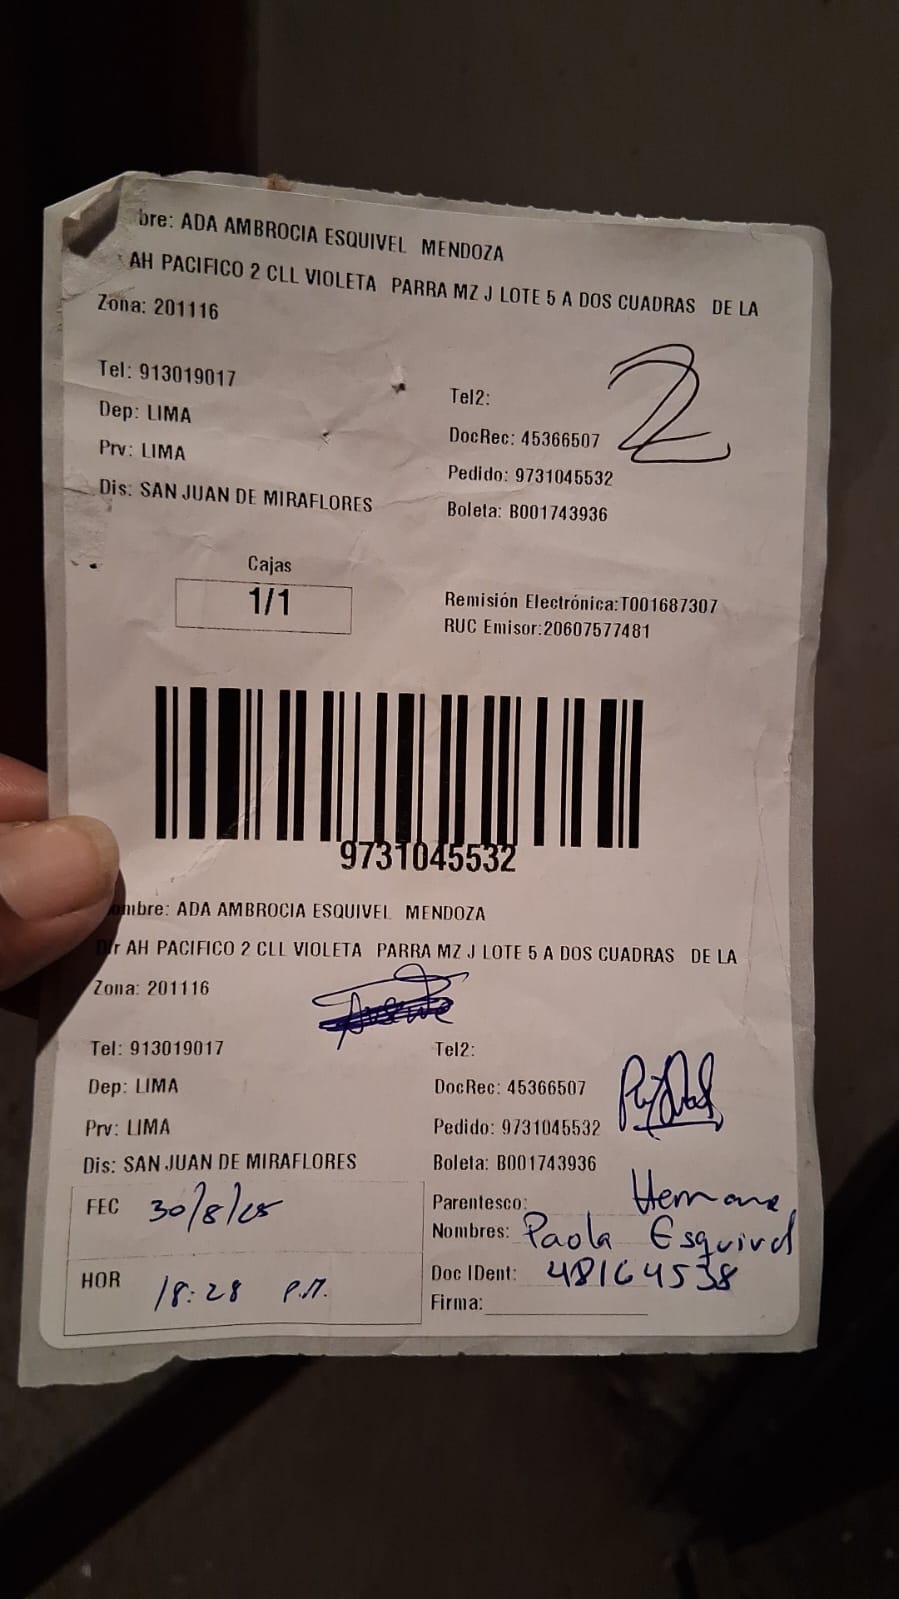 bre: ADA AMBROCIA ESQUIVEL MENDOZA
AH PACIFICO 2 CLL VIOLETA PARRA MZ J LOTE 5 A DOS CUADRAS DE LA
Zona: 201116
Tel: 913019017
Tel2:
Dep: LIMA
DocRec: 45366507
Prv: LIMA
Pedido: 9731045532
Dis: SAN JUAN DE MIRAFLORES
Boleta: B001743936
2
Cajas
1/1
Remisión Electrónica:T001687307
RUC Emisor:20607577481
9731045532
ombre: ADA AMBROCIA ESQUIVEL MENDOZA
Dir AH PACIFICO 2 CLL VIOLETA PARRA MZ J LOTE 5 A DOS CUADRAS DE LA
Zona: 201116
Tel: 913019017
Tel2:
Dep: LIMA
DocRec: 45366507
Prv: LIMA
Pedido: 9731045532
Dis: SAN JUAN DE MIRAFLORES
Boleta: B001743936
FEC 30/8/25
Parentesco: Hermana
Nombres: Paola Esquivel
HOR 18:28 P.M.
Doc IDent: 48164538
Firma: